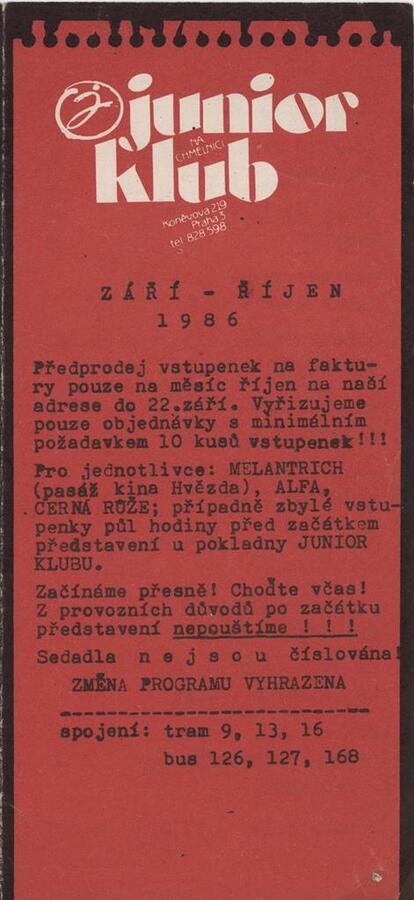 junior
klub
NA
CHMELNICI
Koněvova 219
Praha 3
tel. 828 598
ZÁŘÍ - ŘÍJEN
1986
Předprodej vstupenek na faktu-
ry pouze na měsíc říjen na naší
adrese do 22.září. Vyřizujeme
pouze objednávky s minimálním
požadavkem 10 kusů vstupenek!!!
Pro jednotlivce: MELANTRICH
(pasáž kina Hvězda), ALFA,
ČERNÁ RŮŽE; případně zbylé vstu-
penky půl hodiny před začátkem
představení u pokladny JUNIOR
KLUBU.
Začínáme přesně! Choďte včas!
Z provozních důvodů po začátku
představení nepouštíme ! ! !
Sedadla n e j s o u číslována!
ZMĚNA PROGRAMU VYHRAZENA
spojení: tram 9, 13, 16
bus 126, 127, 168